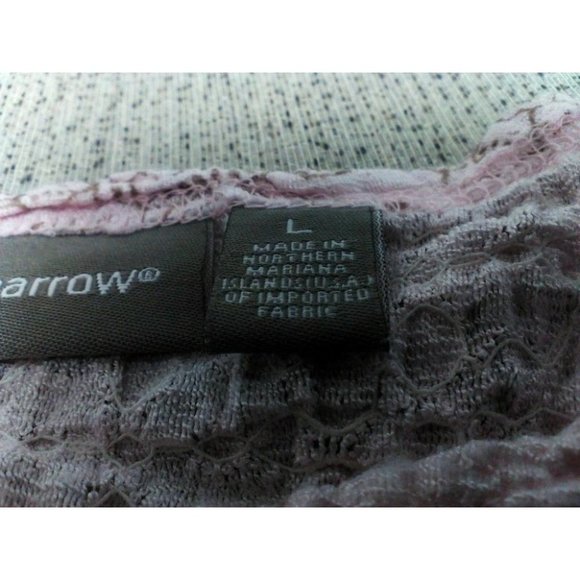 arrow®
L
MADE IN
NORTHERN
MARIANA
ISLANDS(U.S.A.)
OF IMPORTED
FABRIC